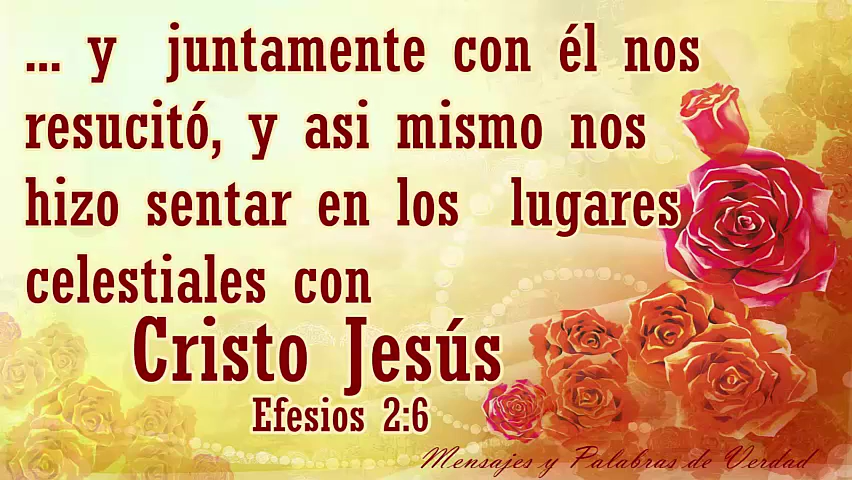 ... y juntamente con él nos
resucitó, y asi mismo nos
hizo sentar en los lugares
celestiales con
Cristo Jesús
Efesios 2:6
Mensajes y Palabras de Verdad